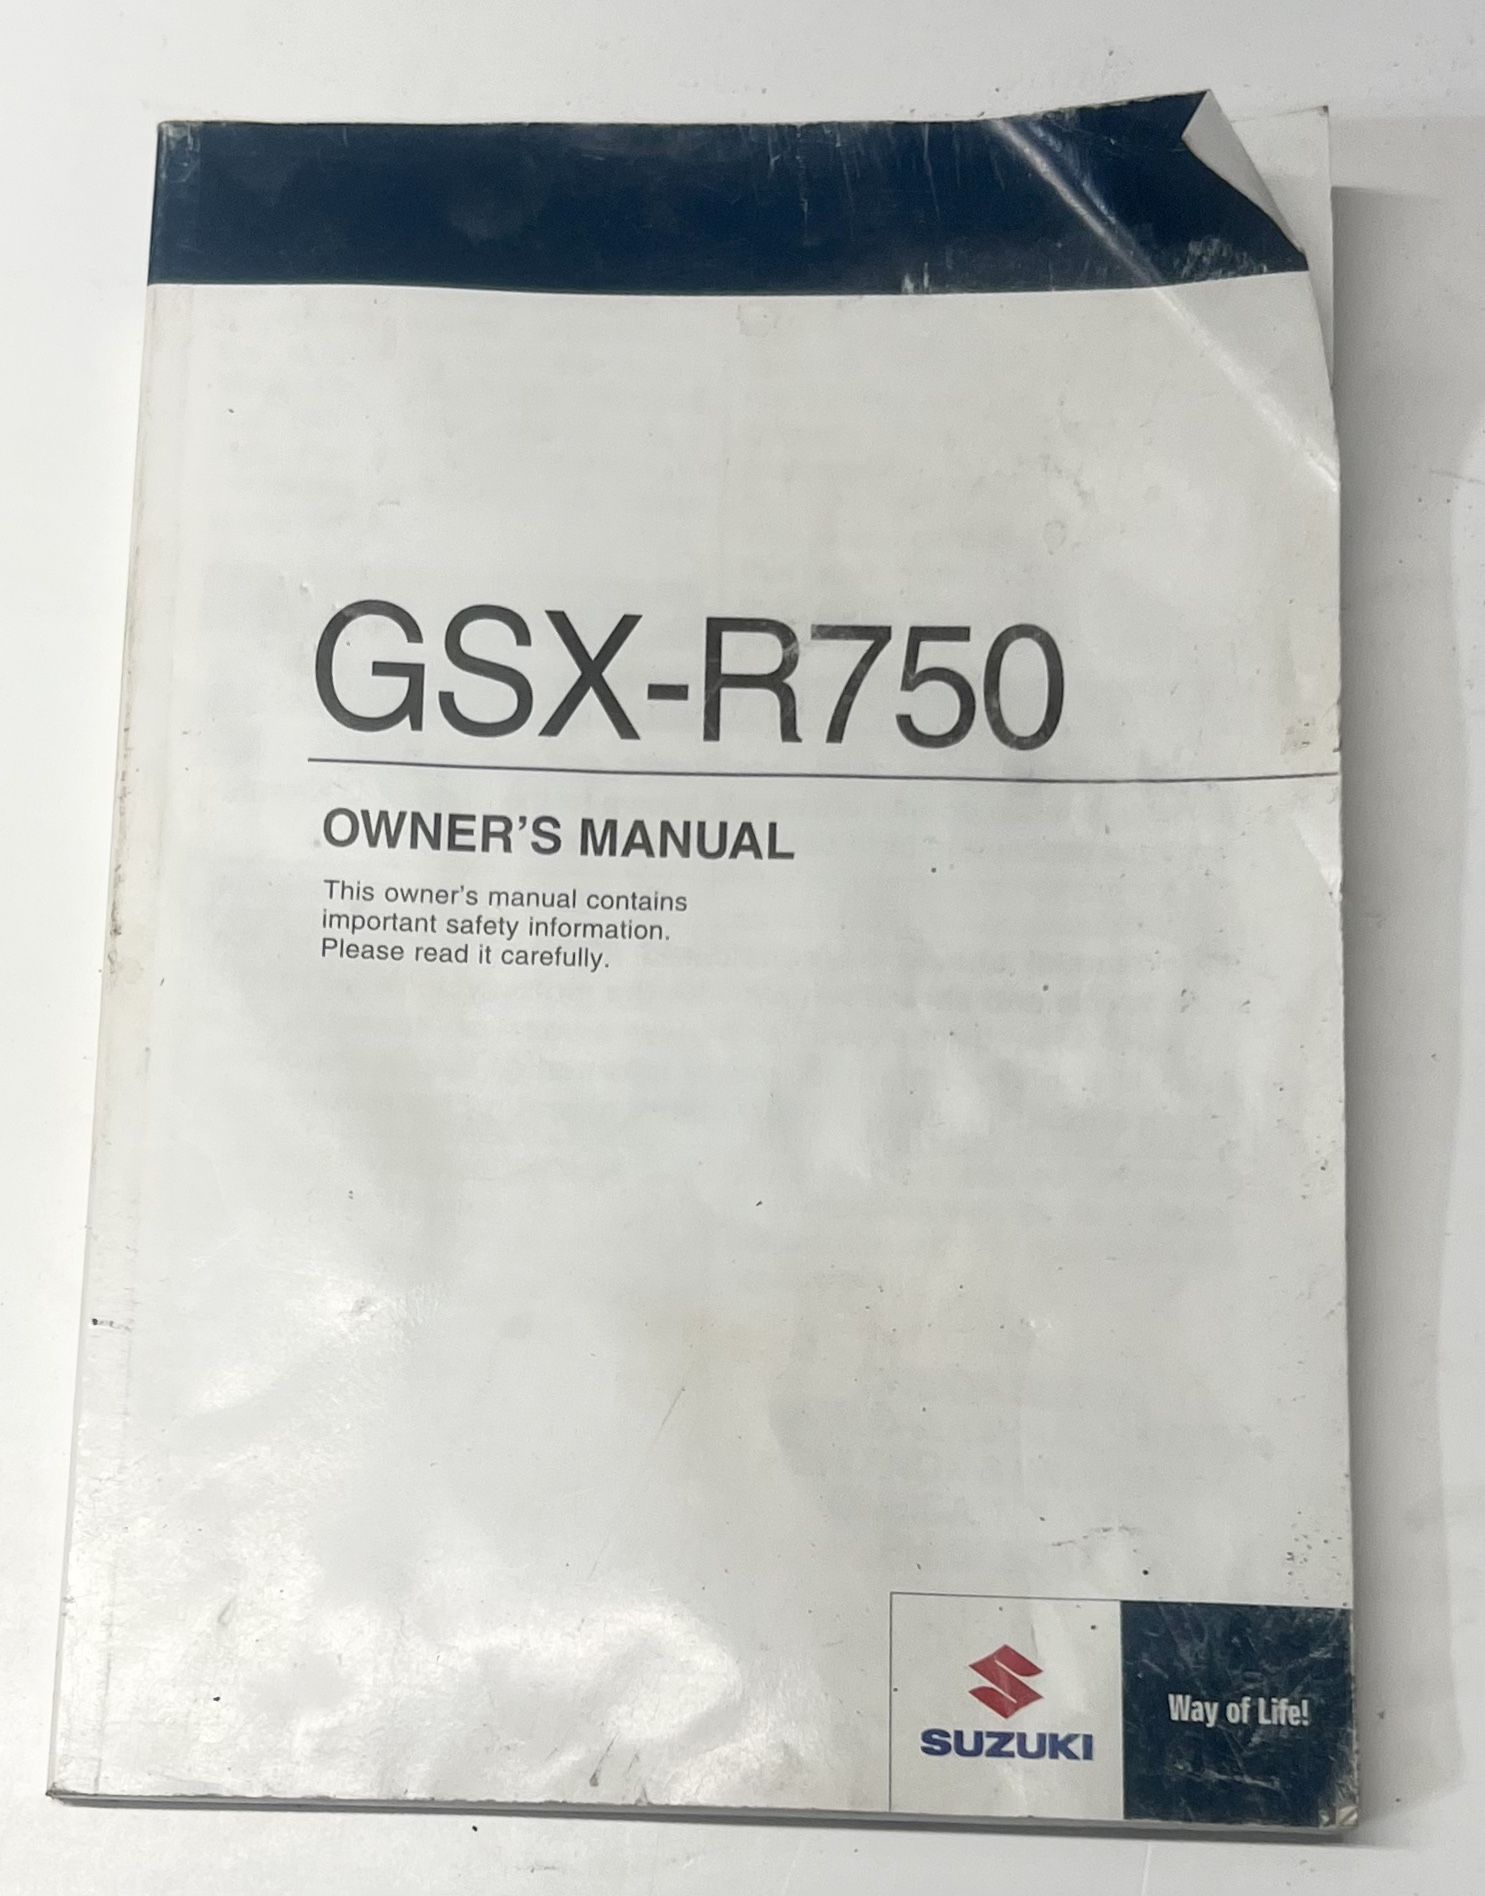 GSX-R750
OWNER'S MANUAL
This owner's manual contains
important safety information.
Please read it carefully.
SUZUKI
Way of Life!